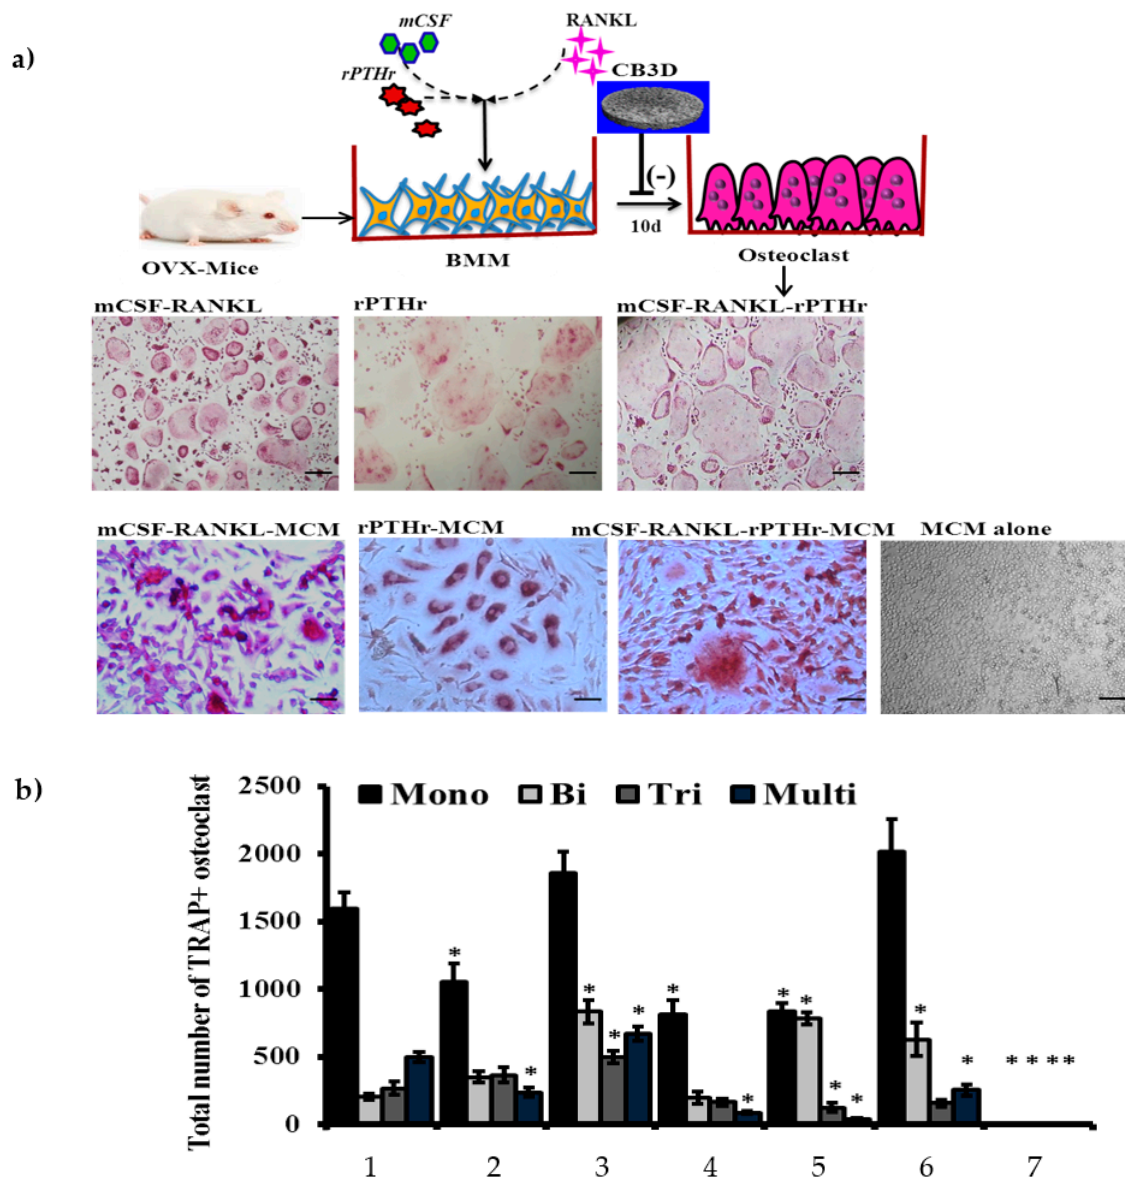 a)
mCSF
RANKL
rPTHr
CB3D
(-)
10d
OVX-Mice
BMM
Osteoclast
mCSF-RANKL
rPTHr
mCSF-RANKL-rPTHr
mCSF-RANKL-MCM
rPTHr-MCM
mCSF-RANKL-rPTHr-MCM
MCM alone
b)
Total number of TRAP+ osteoclast
2500
2000
1500
1000
500
0
Mono Bi Tri Multi
*
*
*
*
*
*
*
*
*
*
*
*
*
* * * *
1 2 3 4 5 6 7